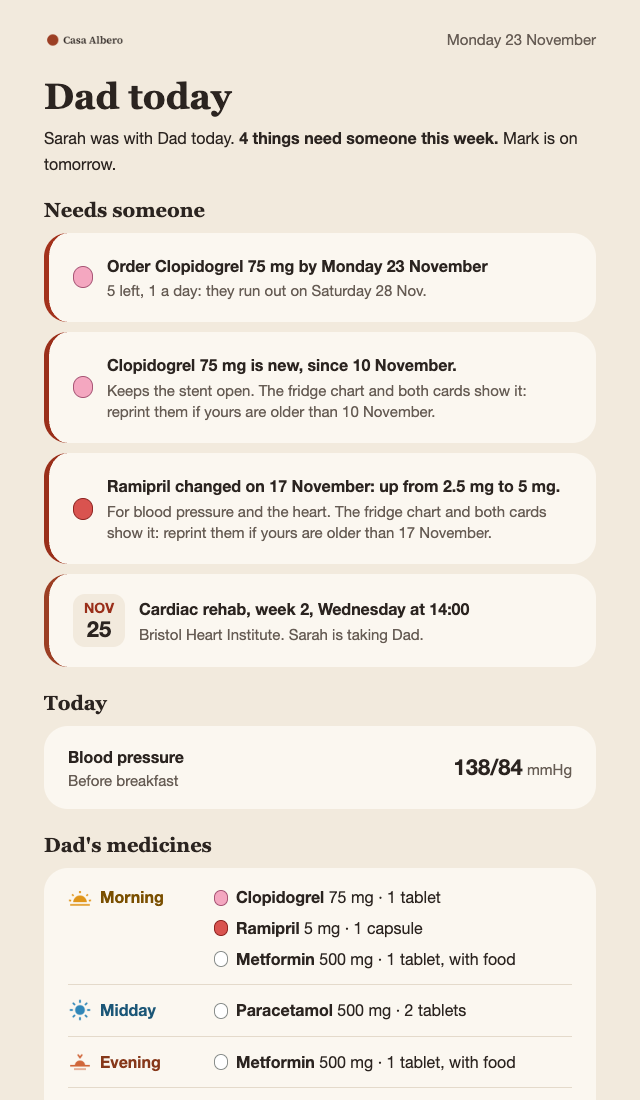 Casa Albero
Monday 23 November
Dad today
Sarah was with Dad today. 4 things need someone this week. Mark is on
tomorrow.
Needs someone
Order Clopidogrel 75 mg by Monday 23 November
5 left, 1 a day: they run out on Saturday 28 Nov.
Clopidogrel 75 mg is new, since 10 November.
Keeps the stent open. The fridge chart and both cards show it:
reprint them if yours are older than 10 November.
Ramipril changed on 17 November: up from 2.5 mg to 5 mg.
For blood pressure and the heart. The fridge chart and both cards
show it: reprint them if yours are older than 17 November.
NOV
25
Cardiac rehab, week 2, Wednesday at 14:00
Bristol Heart Institute. Sarah is taking Dad.
Today
Blood pressure
Before breakfast
138/84 mmHg
Dad's medicines
Morning
Clopidogrel 75 mg · 1 tablet
Ramipril 5 mg · 1 capsule
Metformin 500 mg · 1 tablet, with food
Midday
Paracetamol 500 mg · 2 tablets
Evening
Metformin 500 mg · 1 tablet, with food